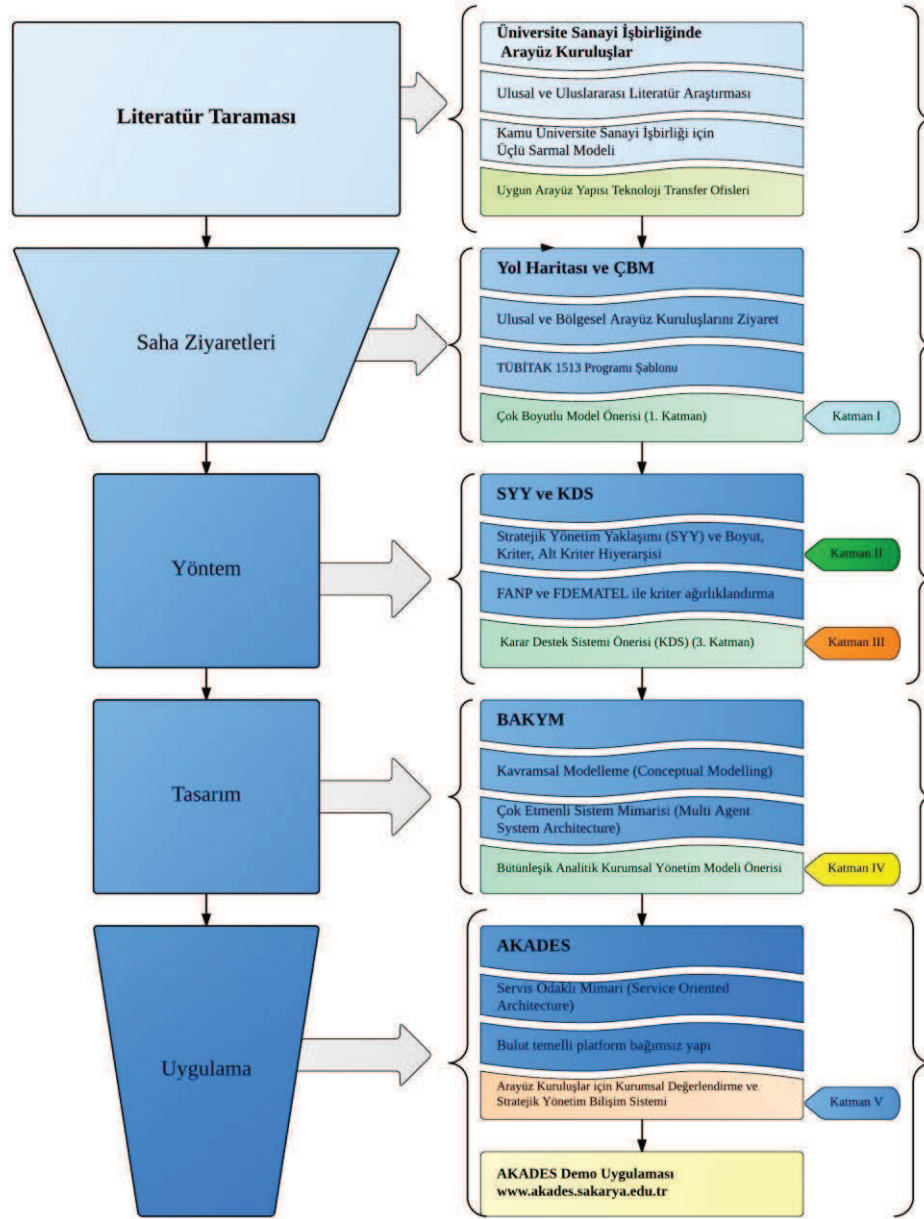 Literatür Taraması
Üniversite Sanayi İşbirliğinde
Arayüz Kuruluşlar
Ulusal ve Uluslararası Literatür Araştırması
Kamu Üniversite Sanayi İşbirliği için
Üçlü Sarmal Modeli
Uygun Arayüz Yapısı Teknoloji Transfer Ofisleri
Saha Ziyaretleri
Yol Haritası ve ÇBM
Ulusal ve Bölgesel Arayüz Kuruluşlarını Ziyaret
TÜBİTAK 1513 Programı Şablonu
Çok Boyutlu Model Önerisi (1. Katman)
Katman I
Yöntem
SYY ve KDS
Stratejik Yönetim Yaklaşımı (SYY) ve Boyut,
Kriter, Alt Kriter Hiyerarşisi
Katman II
FANP ve FDEMATEL ile kriter ağırlıklandırma
Karar Destek Sistemi Önerisi (KDS) (3. Katman)
Katman III
Tasarım
BAKYM
Kavramsal Modelleme (Conceptual Modelling)
Çok Etmenli Sistem Mimarisi (Multi Agent
System Architecture)
Bütünleşik Analitik Kurumsal Yönetim Modeli Önerisi
Katman IV
Uygulama
AKADES
Servis Odaklı Mimari (Service Oriented
Architecture)
Bulut temelli platform bağımsız yapı
Arayüz Kuruluşlar için Kurumsal Değerlendirme ve
Stratejik Yönetim Bilişim Sistemi
Katman V
AKADES Demo Uygulaması
www.akades.sakarya.edu.tr